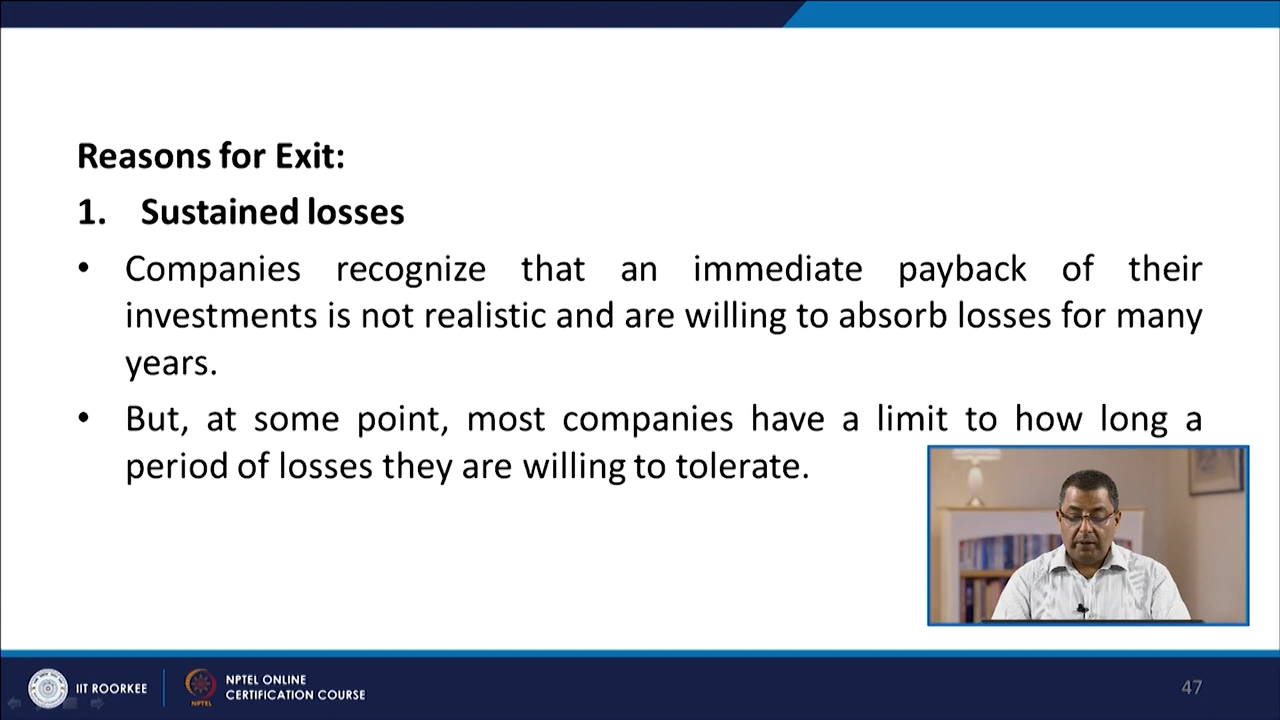 Reasons for Exit:
1. Sustained losses
• Companies recognize that an immediate payback of their
investments is not realistic and are willing to absorb losses for many
years.
• But, at some point, most companies have a limit to how long a
period of losses they are willing to tolerate.
IIT ROORKEE
NPTEL
NPTEL ONLINE
CERTIFICATION COURSE
47